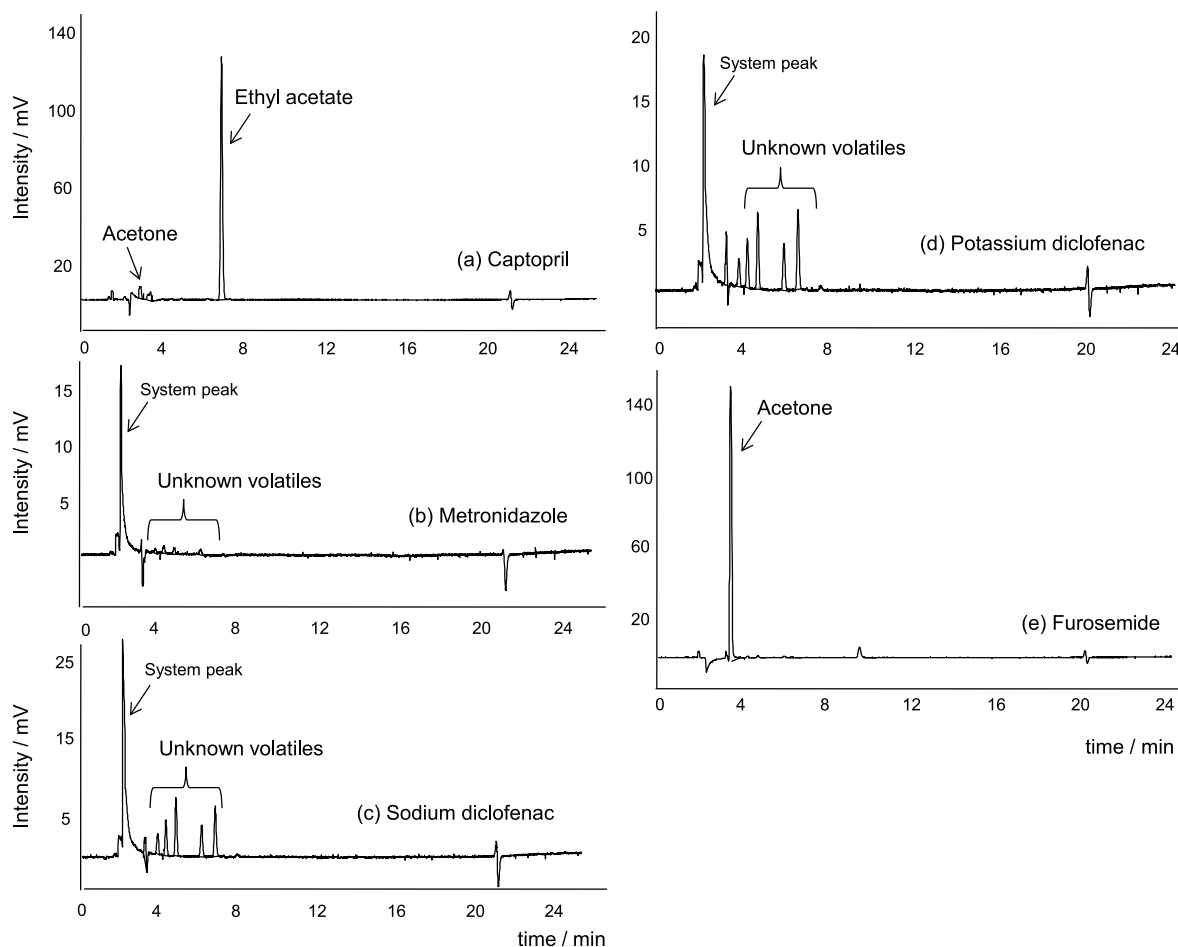 Intensity / mV
140
100
60
20
Ethyl acetate
Acetone
(a) Captopril
0 4 8 12 16 20 24
Intensity / mV
15
10
5
System peak
Unknown volatiles
(b) Metronidazole
0 4 8 12 16 20 24
Intensity / mV
25
15
5
System peak
Unknown volatiles
(c) Sodium diclofenac
0 4 8 12 16 20 24
time / min
20
15
10
5
System peak
Unknown volatiles
(d) Potassium diclofenac
0 4 8 12 16 20 24
140
100
60
20
Acetone
(e) Furosemide
0 4 8 12 16 20 24
time / min